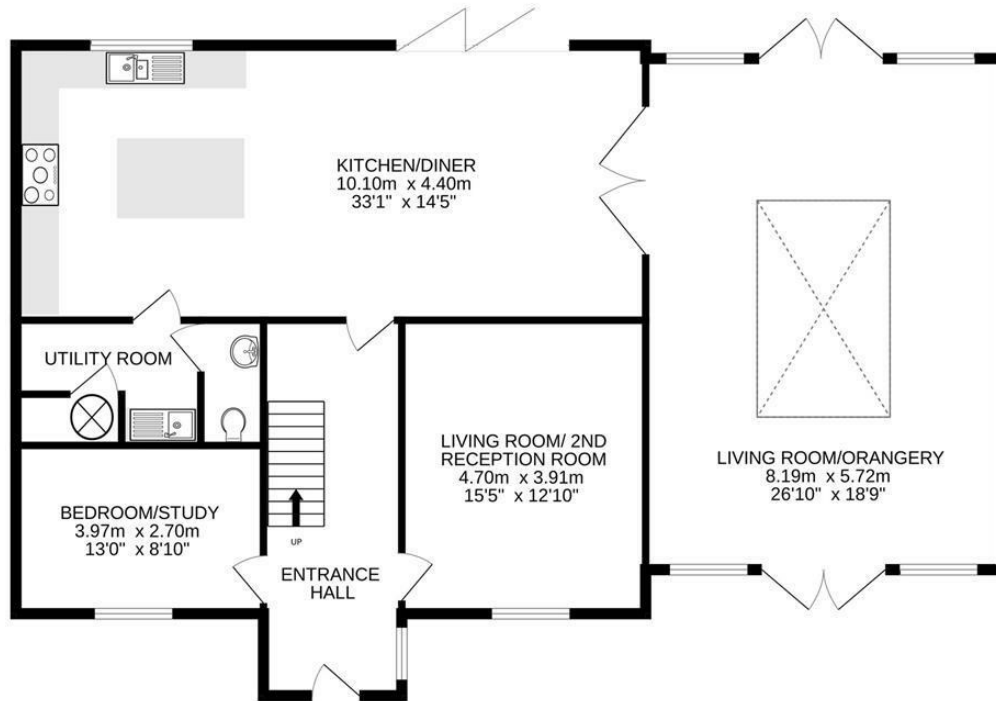 KITCHEN/DINER
10.10m x 4.40m
33'1" x 14'5"
UTILITY ROOM
LIVING ROOM/ 2ND
RECEPTION ROOM
4.70m x 3.91m
15'5" x 12'10"
LIVING ROOM/ORANGERY
8.19m x 5.72m
26'10" x 18'9"
BEDROOM/STUDY
3.97m x 2.70m
13'0" x 8'10"
UP
ENTRANCE
HALL